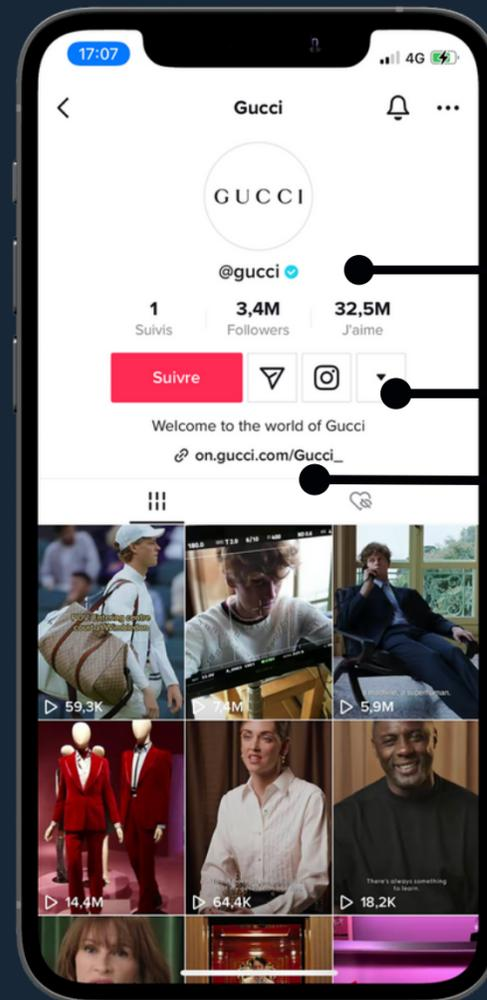 17:07
4G
Gucci
GUCCI
@gucci
1 3,4M 32,5M
Suivis Followers J'aime
Suivre
Welcome to the world of Gucci
on.gucci.com/Gucci_
59,3K
7,4M
a machine, a superhuman.
5,9M
14,4M
64,4K
There's always something
to learn.
18,2K